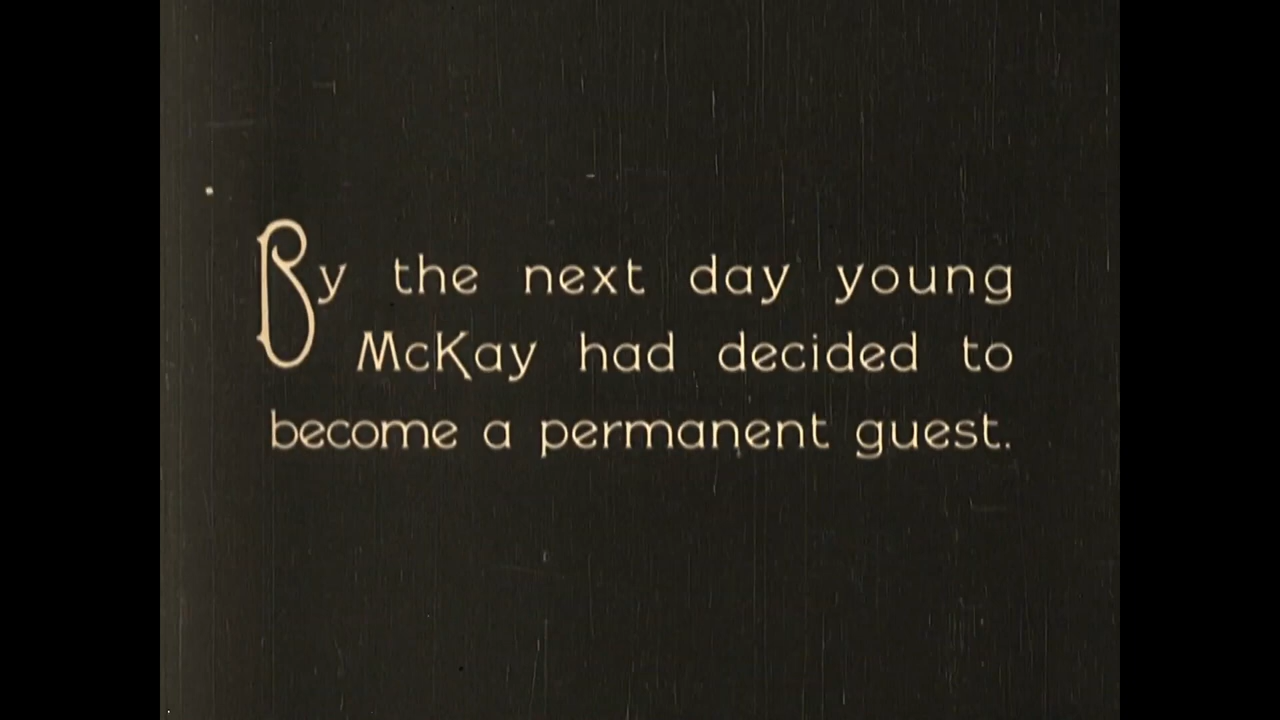 By the next day young
McKay had decided to
become a permanent guest.